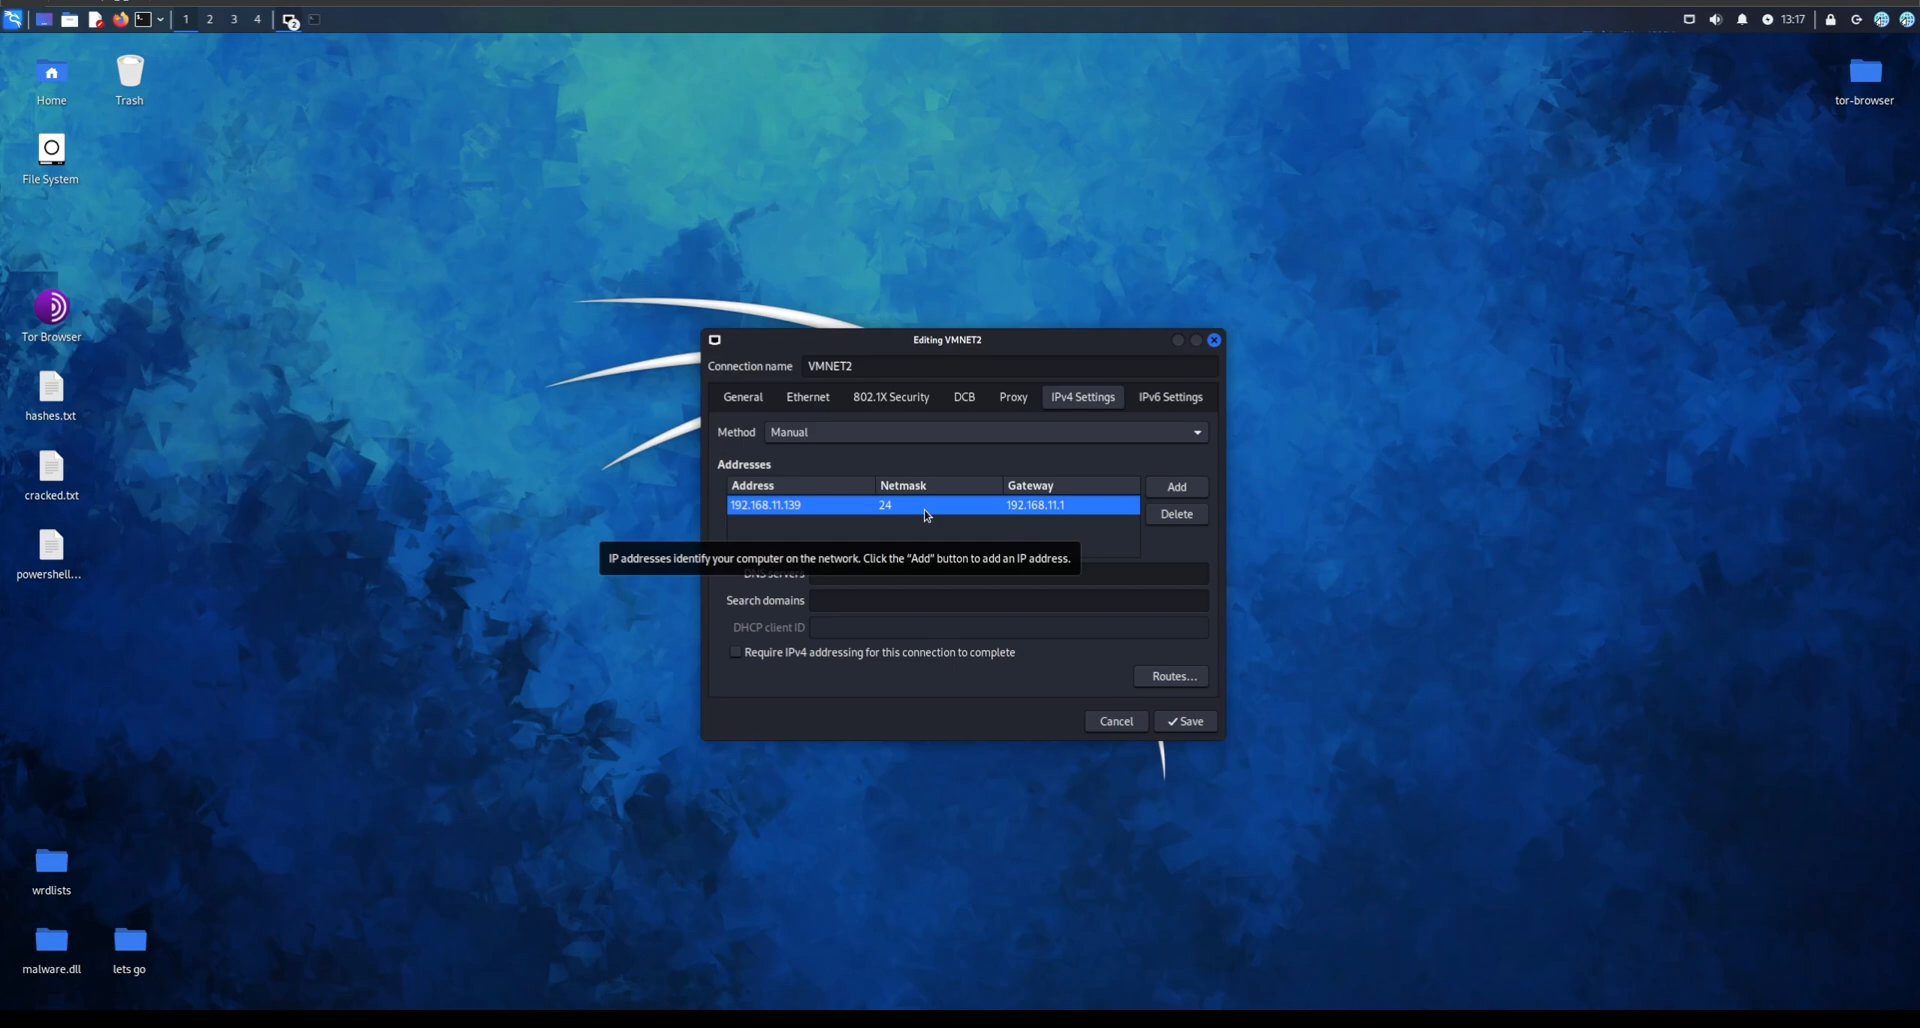 1 2 3 4
13:17
Home
Trash
tor-browser
File System
Tor Browser
hashes.txt
cracked.txt
powershell...
wrdlists
malware.dll
lets go
Editing VMNET2
Connection name VMNET2
General Ethernet 802.1X Security DCB Proxy IPv4 Settings IPv6 Settings
Method Manual
Addresses
Address Netmask Gateway
192.168.11.139 24 192.168.11.1
Add
Delete
IP addresses identify your computer on the network. Click the “Add” button to add an IP address.
DNS servers
Search domains
DHCP client ID
Require IPv4 addressing for this connection to complete
Routes…
Cancel Save